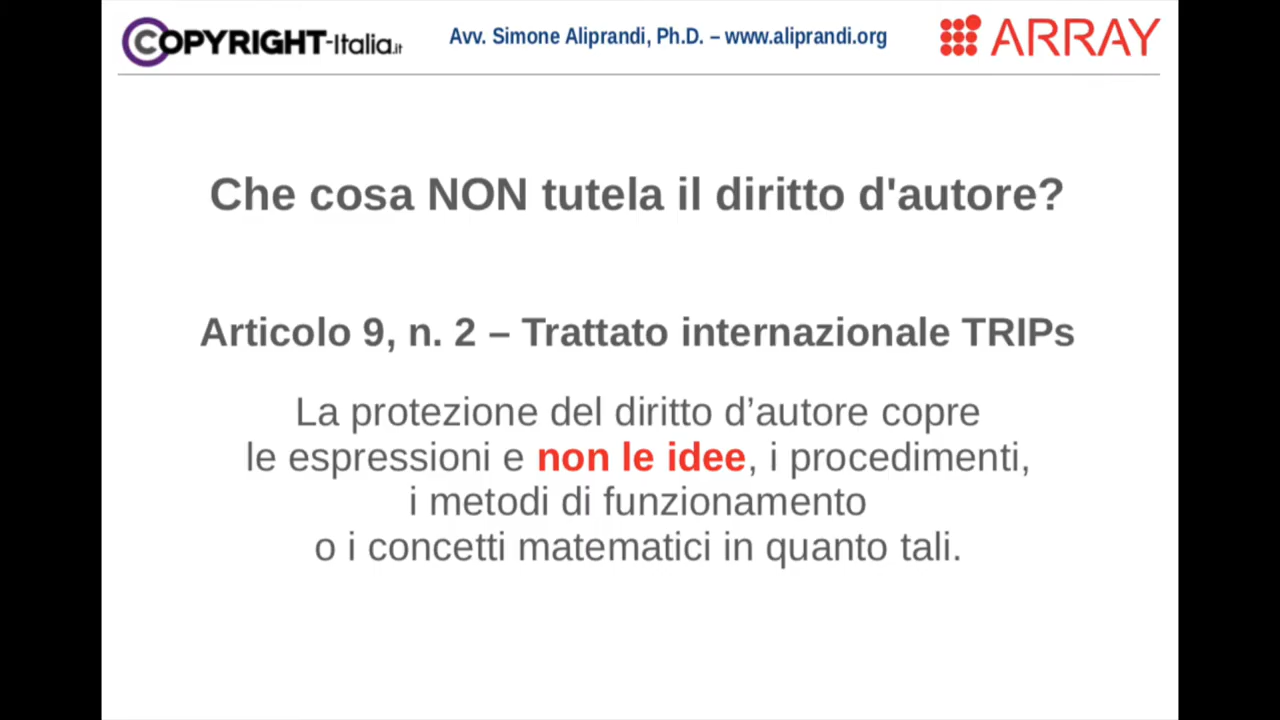 COPYRIGHT-Italia.it
Avv. Simone Aliprandi, Ph.D. – www.aliprandi.org
ARRAY
Che cosa NON tutela il diritto d'autore?
Articolo 9, n. 2 – Trattato internazionale TRIPs
La protezione del diritto d’autore copre
le espressioni e non le idee, i procedimenti,
i metodi di funzionamento
o i concetti matematici in quanto tali.